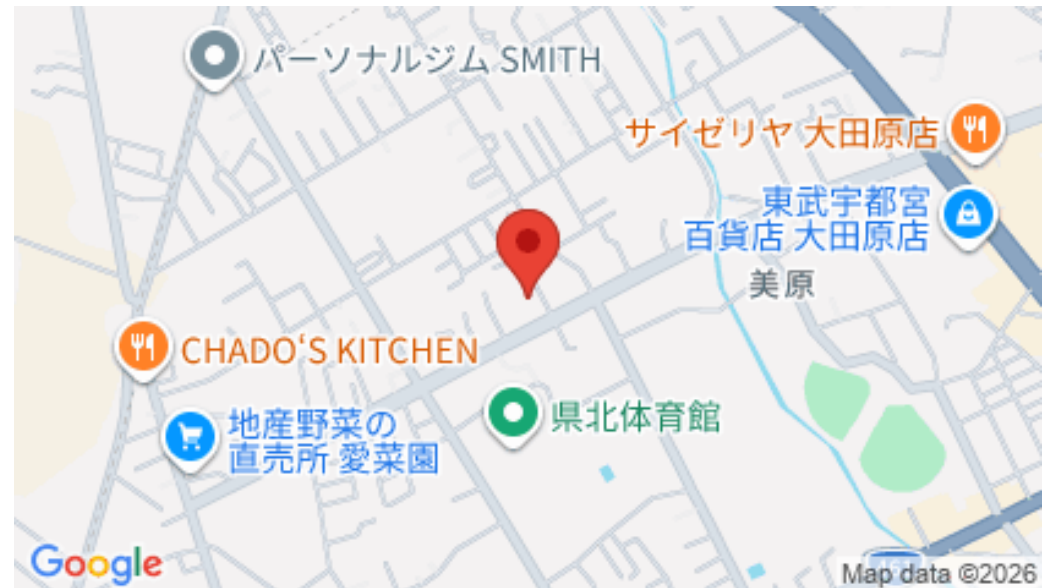 パーソナルジム SMITH
サイゼリヤ 大田原店
東武宇都宮
百貨店 大田原店
美原
CHADO'S KITCHEN
県北体育館
地産野菜の
直売所 愛菜園
Google
Map data ©2026